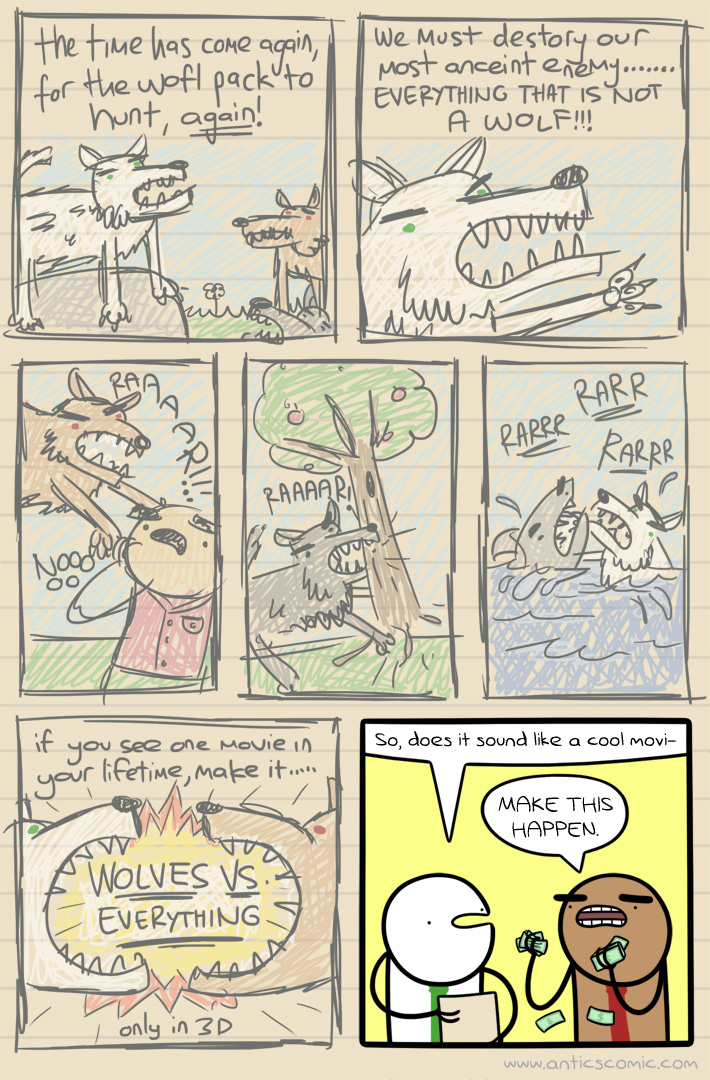 the time has come again,
for the wofl pack to
hunt, again!
We must destory our
most anceint enemy.......
EVERYTHING THAT IS NOT
A WOLF!!!
RAAAAAR!!!
NOOO
OO
RAAAAR!
RARR
RARRR
RARRR
if you see one movie in
your lifetime, make it.....
WOLVES VS.
EVERYTHING
only in 3D
So, does it sound like a cool movi-
MAKE THIS
HAPPEN.
www.anticscomic.com